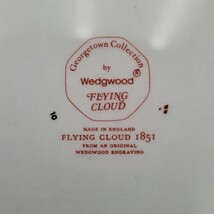 Georgetown Collection
by
Wedgwood®
FLYING
CLOUD
10
MADE IN ENGLAND
FLYING CLOUD 1851
FROM AN ORIGINAL
WEDGWOOD ENGRAVING